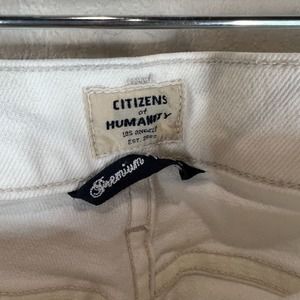 CITIZENS
of
HUMANITY
LOS ANGELES
EST. 2003
Premium